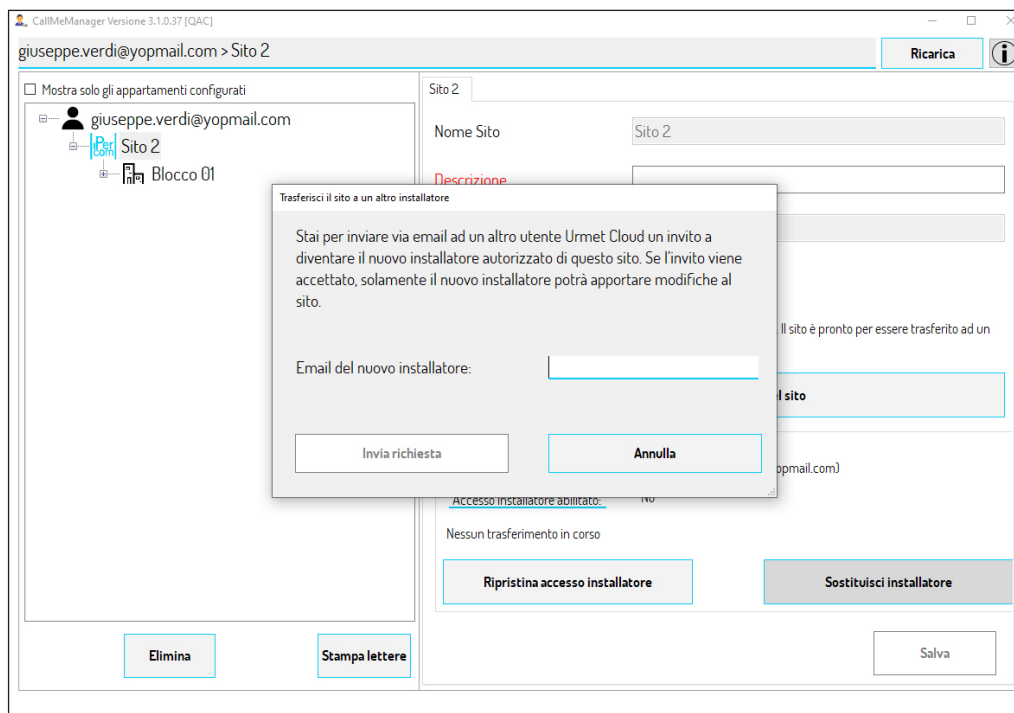 CallMeManager Versione 3.1.0.37 [QAC]
giuseppe.verdi@yopmail.com > Sito 2
Ricarica
Mostra solo gli appartamenti configurati
giuseppe.verdi@yopmail.com
iPer
com
Sito 2
Blocco 01
Sito 2
Nome Sito
Sito 2
Descrizione
Trasferisci il sito a un altro installatore
Stai per inviare via email ad un altro utente Urmet Cloud un invito a
diventare il nuovo installatore autorizzato di questo sito. Se l'invito viene
accettato, solamente il nuovo installatore potrà apportare modifiche al
sito.
Il sito è pronto per essere trasferito ad un
Email del nuovo installatore:
l sito
Invia richiesta
Annulla
opmail.com)
Accesso installatore abilitato:
No
Nessun trasferimento in corso
Ripristina accesso installatore
Sostituisci installatore
Elimina
Stampa lettere
Salva